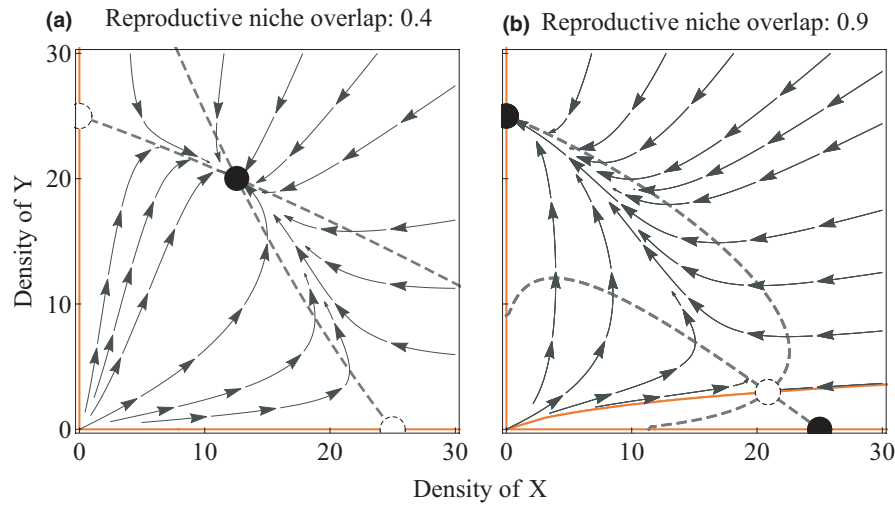 (a) Reproductive niche overlap: 0.4
(b) Reproductive niche overlap: 0.9
30
20
10
0
Density of Y
0 10 20 30
0 10 20 30
Density of X